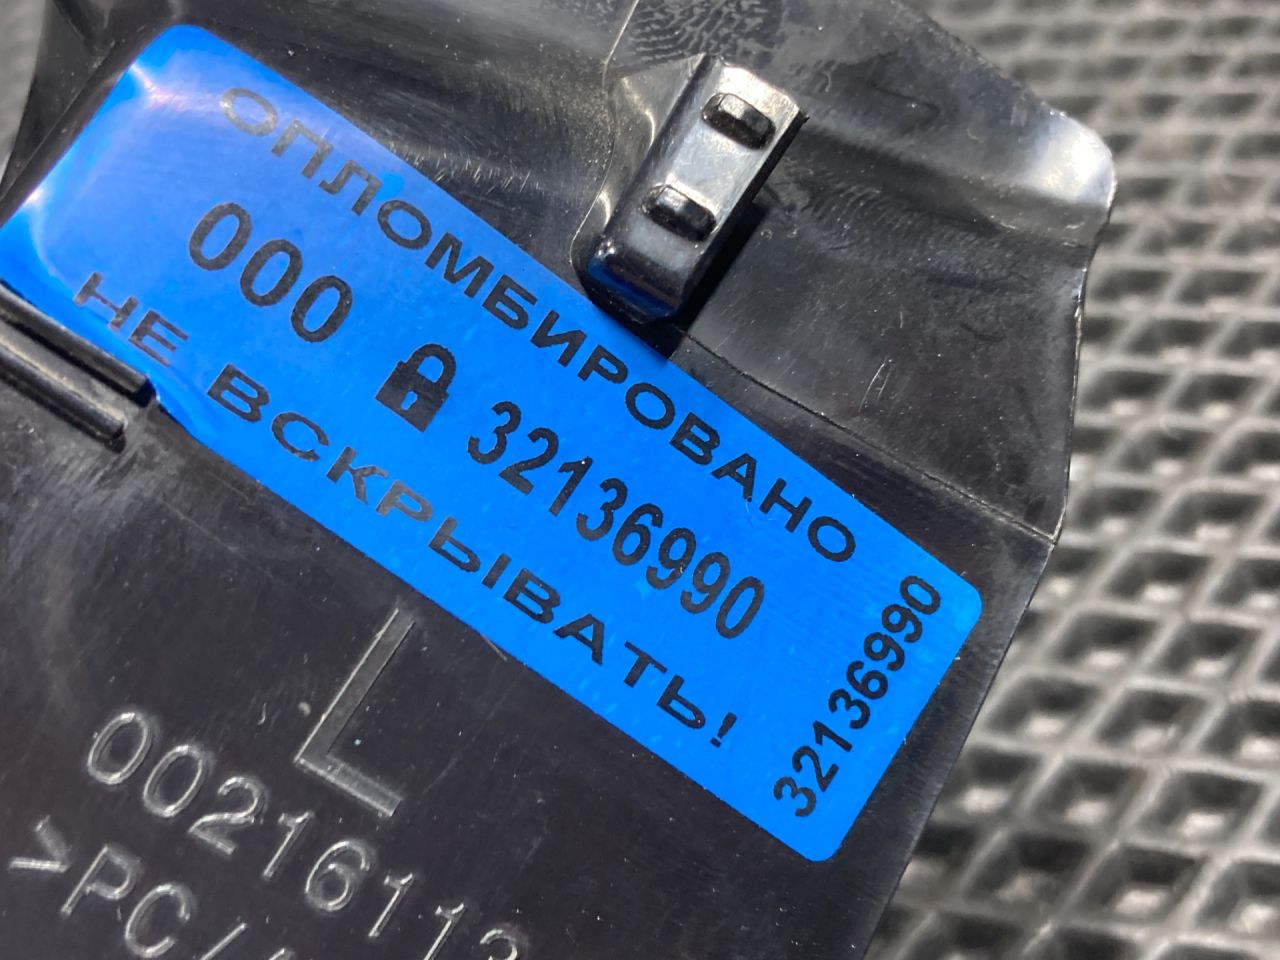 ОПЛОМБИРОВАНО
000 32136990
НЕ ВСКРЫВАТЬ!
32136990
L
00216113
>PC/